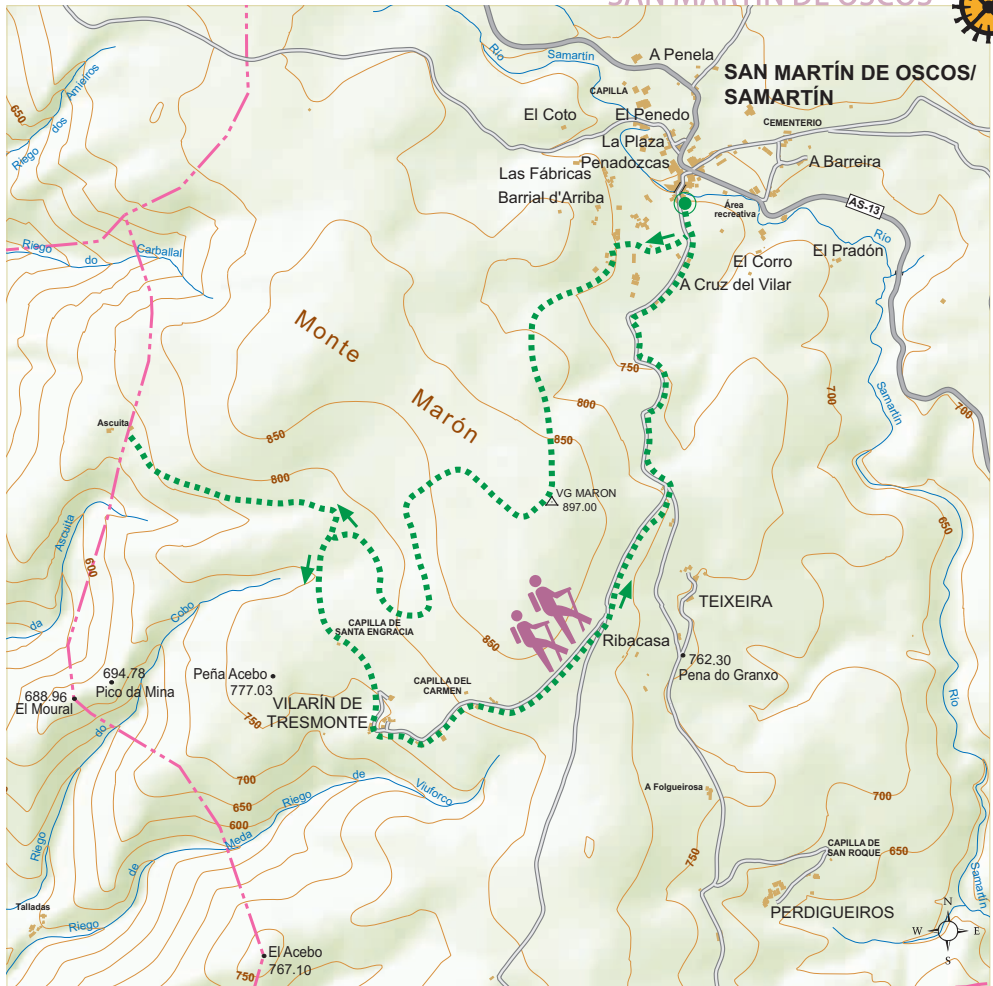 SAN MARTÍN DE OSCOS
Río
Samartín
A Penela
SAN MARTÍN DE OSCOS/
SAMARTÍN
CAPILLA
El Coto
El Penedo
CEMENTERIO
La Plaza
Penadozcas
A Barreira
Las Fábricas
Barrial d'Arriba
Área
recreativa
AS-13
Río
El Pradón
El Corro
A Cruz del Vilar
650
Riego
dos
Amieiros
Riego
do
Carballal
Monte
Marón
750
800
850
700
700
Samartín
Ascuita
850
800
VG MARON
897.00
650
Ascuita
da
600
Cobo
do
Riego
CAPILLA DE
SANTA ENGRACIA
850
TEIXEIRA
Ribacasa
762.30
Pena do Granxo
694.78
Pico da Mina
688.96
El Moural
Peña Acebo
777.03
CAPILLA DEL
CARMEN
VILARÍN DE
TRESMONTE
750
700
650
600
Riego
de
Viuforco
Meda
de
Riego
Río
A Folgueirosa
700
750
CAPILLA DE
SAN ROQUE
650
Samartín
PERDIGUEIROS
Talladas
El Acebo
767.10
750
N
W
E
S